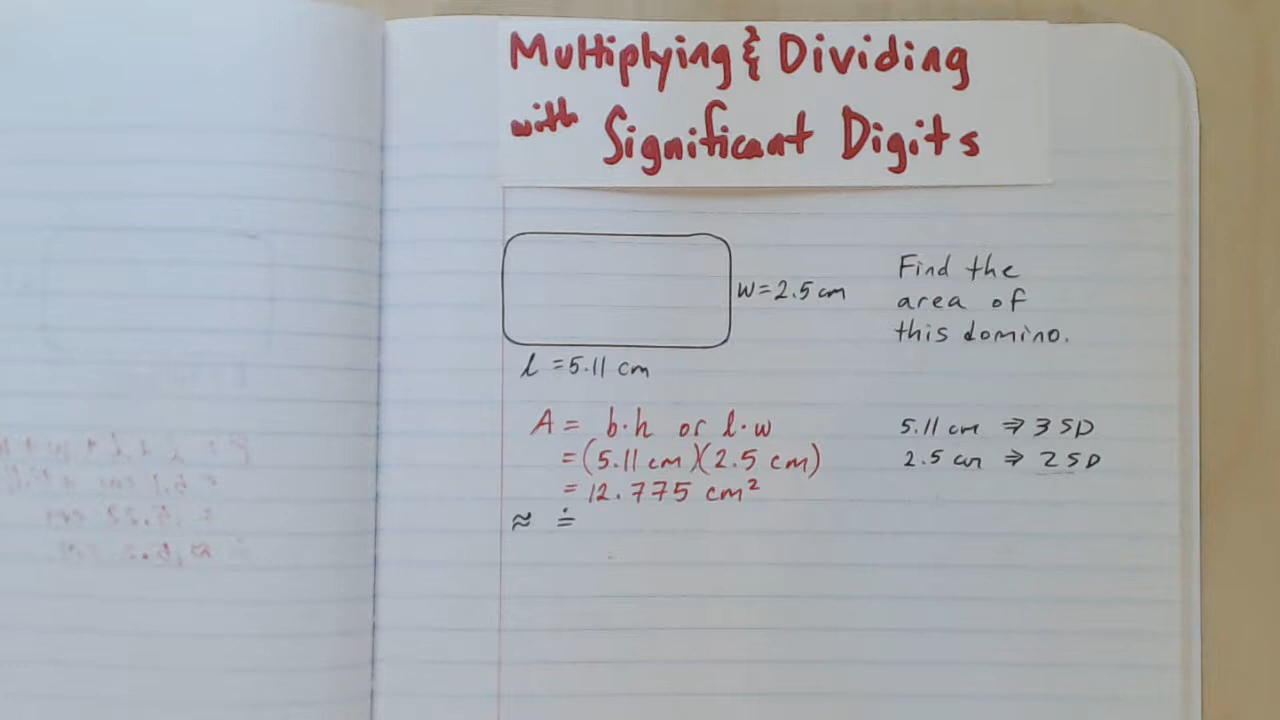 Multiplying & Dividing
with Significant Digits
w = 2.5 cm
l = 5.11 cm
Find the
area of
this domino.
A = b·h or l·w
= (5.11 cm)(2.5 cm)
= 12.775 cm²
≈ ≐
5.11 cm ⇒ 3 SD
2.5 cm ⇒ 2 SD